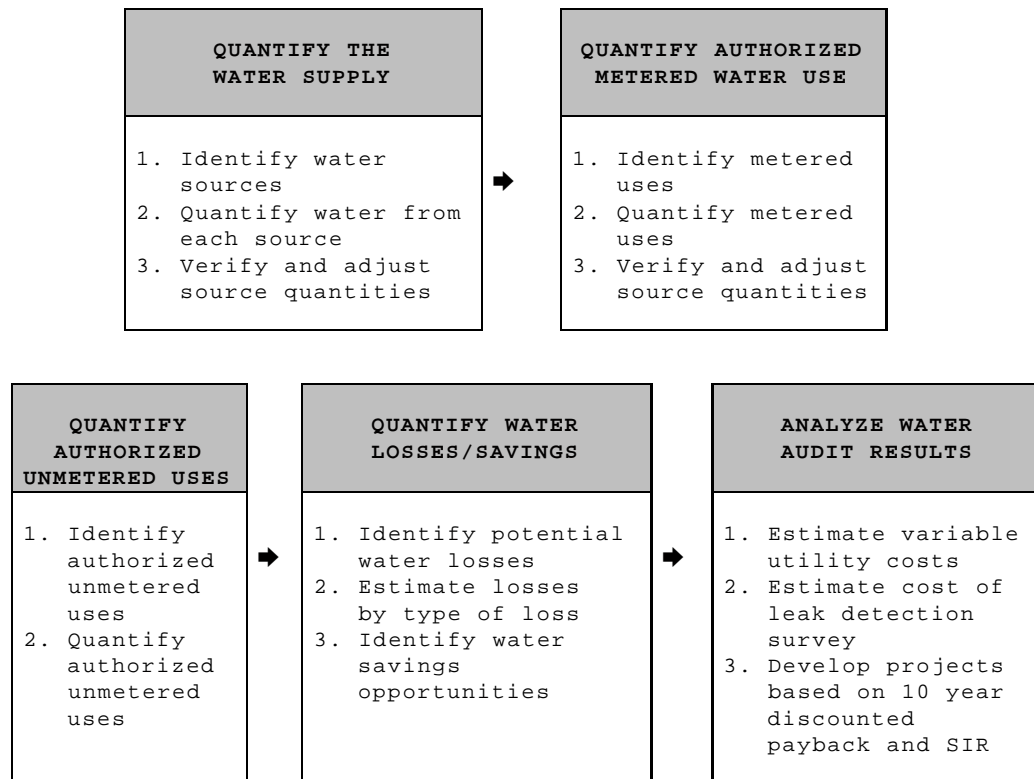 QUANTIFY THE
WATER SUPPLY
1. Identify water
sources
2. Quantify water from
each source
3. Verify and adjust
source quantities
QUANTIFY AUTHORIZED
METERED WATER USE
1. Identify metered
uses
2. Quantify metered
uses
3. Verify and adjust
source quantities
QUANTIFY
AUTHORIZED
UNMETERED USES
1. Identify
authorized
unmetered
uses
2. Quantify
authorized
unmetered
uses
QUANTIFY WATER
LOSSES/SAVINGS
1. Identify potential
water losses
2. Estimate losses
by type of loss
3. Identify water
savings
opportunities
ANALYZE WATER
AUDIT RESULTS
1. Estimate variable
utility costs
2. Estimate cost of
leak detection
survey
3. Develop projects
based on 10 year
discounted
payback and SIR